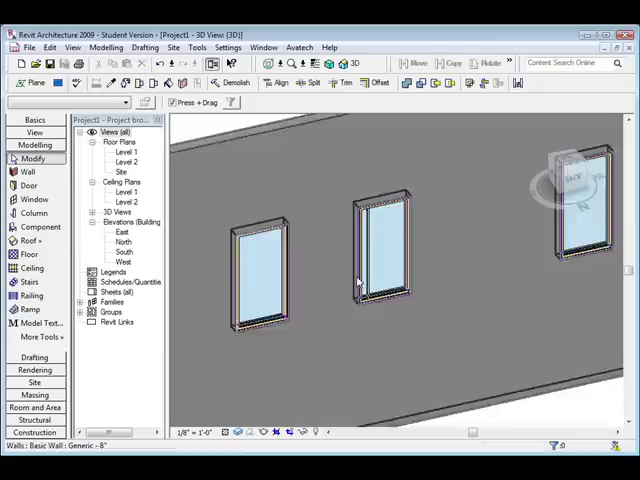 Revit Architecture 2009 - Student Version - [Project1 - 3D View: {3D}]
File Edit View Modelling Drafting Site Tools Settings Window Avatech Help
3D Move Copy Rotate Content Search Online
Plane Demolish Align Split Trim Offset
Press + Drag
Basics
View
Modelling
Modify
Wall
Door
Window
Column
Component
Roof »
Floor
Ceiling
Stairs
Railing
Ramp
Model Text...
More Tools »
Drafting
Rendering
Site
Massing
Room and Area
Structural
Construction
Project1 - Project bro...
Views (all)
Floor Plans
Level 1
Level 2
Site
Ceiling Plans
Level 1
Level 2
3D Views
Elevations (Building
East
North
South
West
Legends
Schedules/Quantitie
Sheets (all)
Families
Groups
Revit Links
BACK
N
1/8" = 1'-0"
Walls : Basic Wall : Generic - 8"
:0